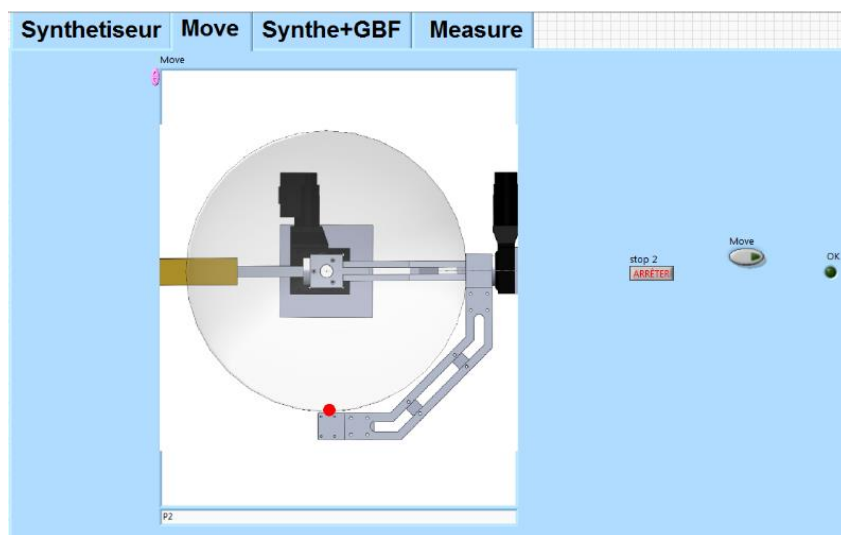 Synthetiseur Move Synthe+GBF Measure
Move
Move
stop 2
OK
ARRÊTER
P2